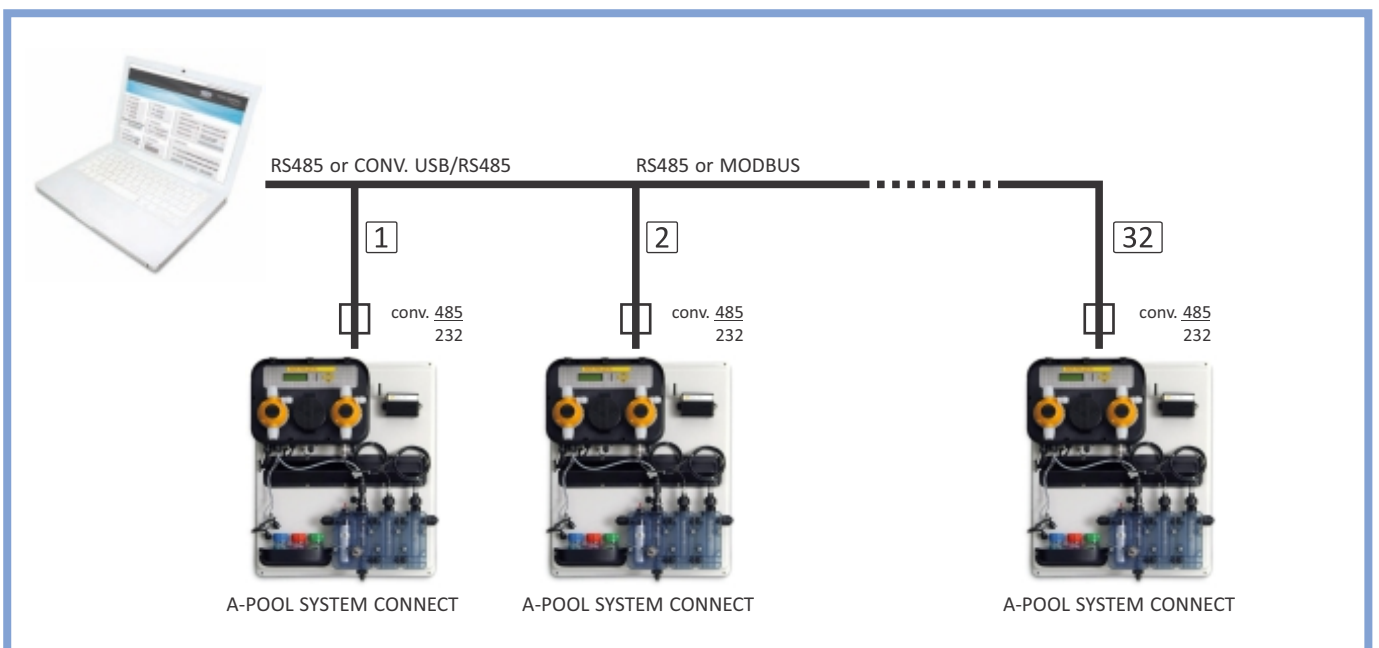 RS485 or CONV. USB/RS485
RS485 or MODBUS
1
2
32
conv. 485
232
conv. 485
232
conv. 485
232
A-POOL SYSTEM CONNECT
A-POOL SYSTEM CONNECT
A-POOL SYSTEM CONNECT